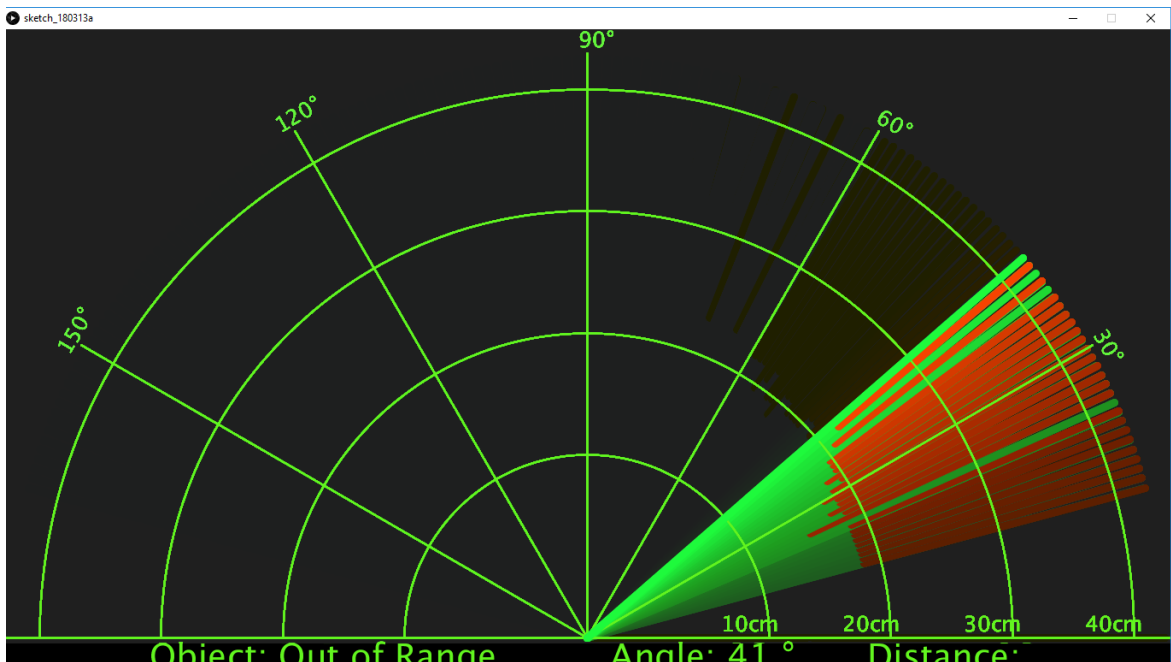 sketch_180313a
90°
120°
60°
150°
30°
10cm 20cm 30cm 40cm
Object: Out of Range Angle: 41 ° Distance: